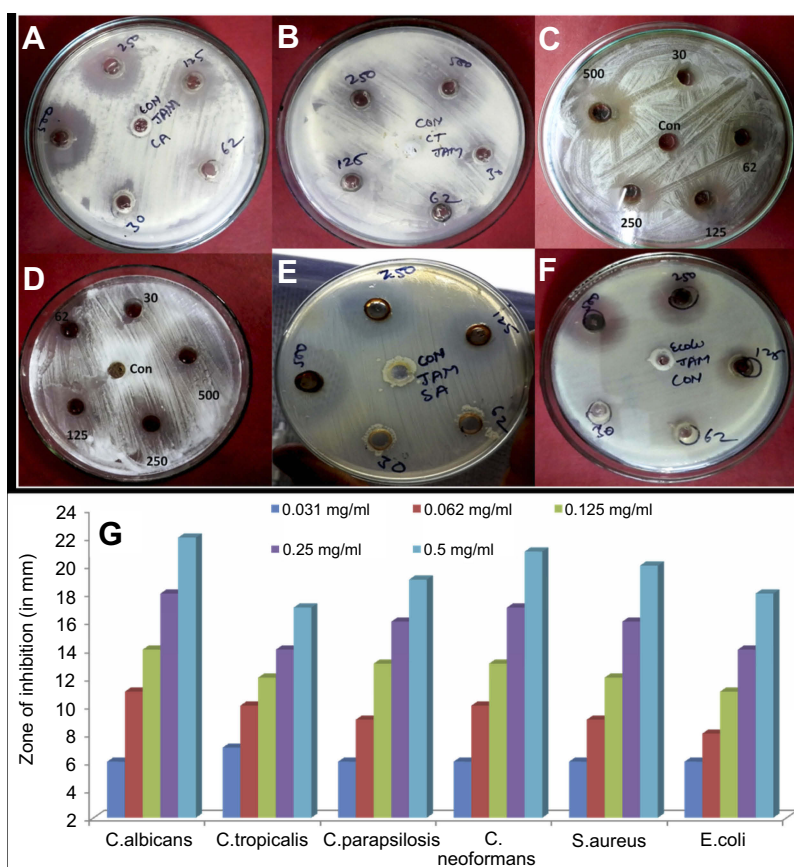 A
250
125
500
CON
JAM
CA
62
30
B
250
500
CON
CT
JAM
125
30
62
C
30
500
Con
62
250
125
D
30
62
Con
500
125
250
E
250
125
500
CON
JAM
SA
62
30
F
500
250
Ecoli
JAM
CON
125
30
62
G
0.031 mg/ml
0.062 mg/ml
0.125 mg/ml
0.25 mg/ml
0.5 mg/ml
Zone of inhibition (in mm)
24
22
20
18
16
14
12
10
8
6
4
2
C.albicans
C.tropicalis
C.parapsilosis
C.
neoformans
S.aureus
E.coli